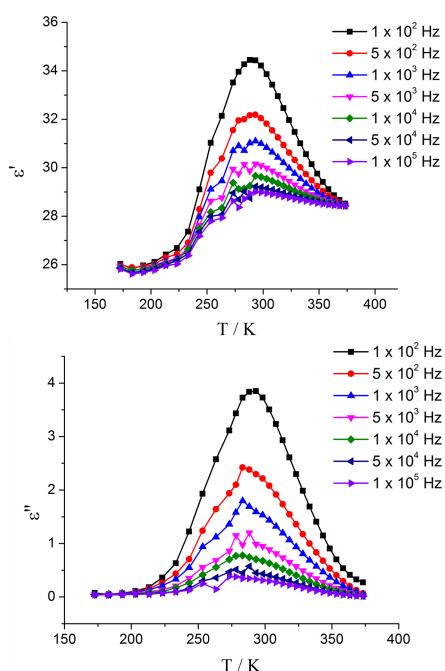 36
34
32
30
28
26
ε'
150 200 250 300 350 400
T / K
1 x 10² Hz
5 x 10² Hz
1 x 10³ Hz
5 x 10³ Hz
1 x 10⁴ Hz
5 x 10⁴ Hz
1 x 10⁵ Hz
5
4
3
2
1
0
ε''
150 200 250 300 350 400
T / K
1 x 10² Hz
5 x 10² Hz
1 x 10³ Hz
5 x 10³ Hz
1 x 10⁴ Hz
5 x 10⁴ Hz
1 x 10⁵ Hz